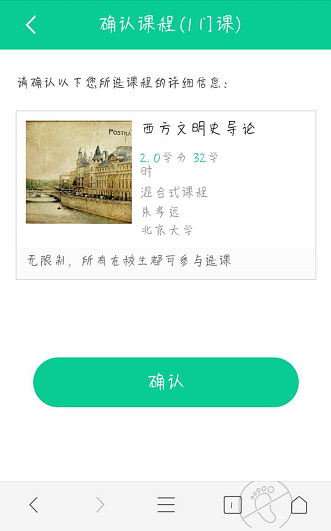 确认课程(1门课)
请确认以下您所选课程的详细信息：
POSTKA
西方文明史导论
2.0学分 32学
时
混合式课程
朱孝远
北京大学
无限制，所有在校生都可参与选课
确认
1